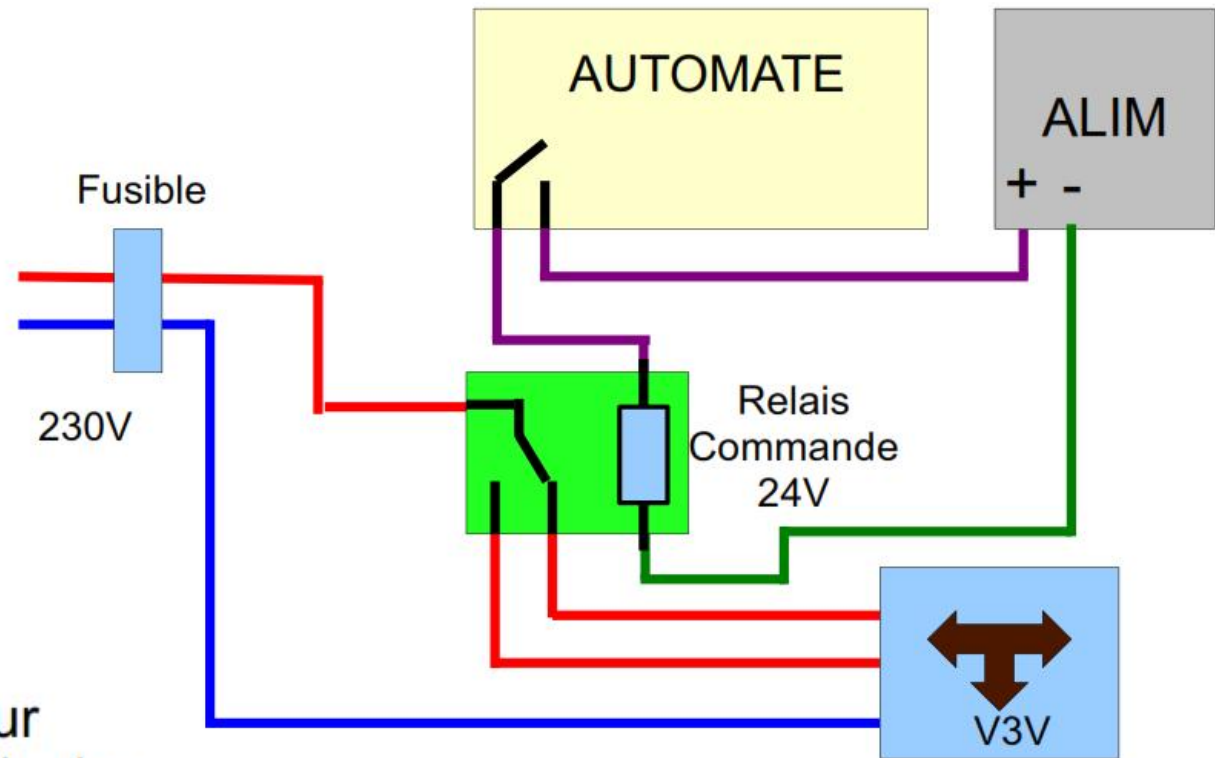 AUTOMATE
ALIM
+ -
Fusible
230V
Relais
Commande
24V
V3V
ur